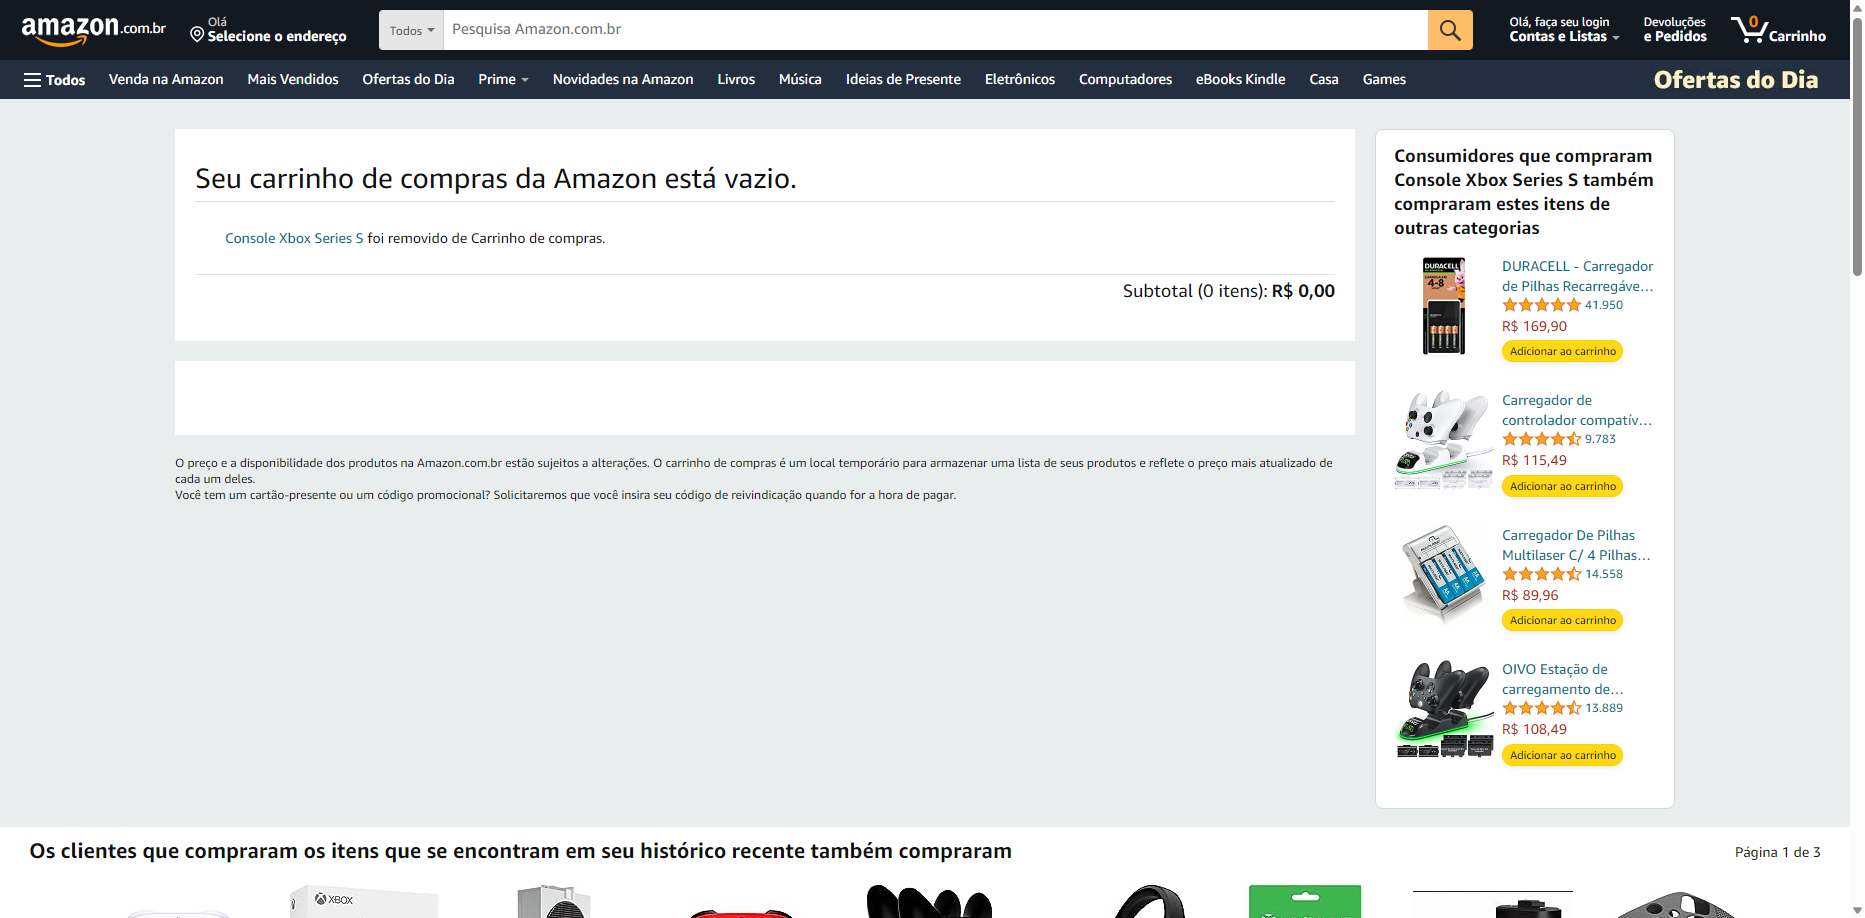 amazon.com.br
Olá
Selecione o endereço
Todos
Pesquisa Amazon.com.br
Olá, faça seu login
Contas e Listas
Devoluções
e Pedidos
0
Carrinho
Todos
Venda na Amazon
Mais Vendidos
Ofertas do Dia
Prime
Novidades na Amazon
Livros
Música
Ideias de Presente
Eletrônicos
Computadores
eBooks Kindle
Casa
Games
Ofertas do Dia
Seu carrinho de compras da Amazon está vazio.
Console Xbox Series S foi removido de Carrinho de compras.
Subtotal (0 itens): R$ 0,00
O preço e a disponibilidade dos produtos na Amazon.com.br estão sujeitos a alterações. O carrinho de compras é um local temporário para armazenar uma lista de seus produtos e reflete o preço mais atualizado de
cada um deles.
Você tem um cartão-presente ou um código promocional? Solicitaremos que você insira seu código de reivindicação quando for a hora de pagar.
Consumidores que compraram
Console Xbox Series S também
compraram estes itens de
outras categorias
DURACELL
4-8
DURACELL - Carregador
de Pilhas Recarregáve...
41.950
R$ 169,90
Adicionar ao carrinho
Carregador de
controlador compatív...
9.783
R$ 115,49
Adicionar ao carrinho
Carregador De Pilhas
Multilaser C/ 4 Pilhas...
14.558
R$ 89,96
Adicionar ao carrinho
OIVO Estação de
carregamento de...
13.889
R$ 108,49
Adicionar ao carrinho
Os clientes que compraram os itens que se encontram em seu histórico recente também compraram
Página 1 de 3
XBOX